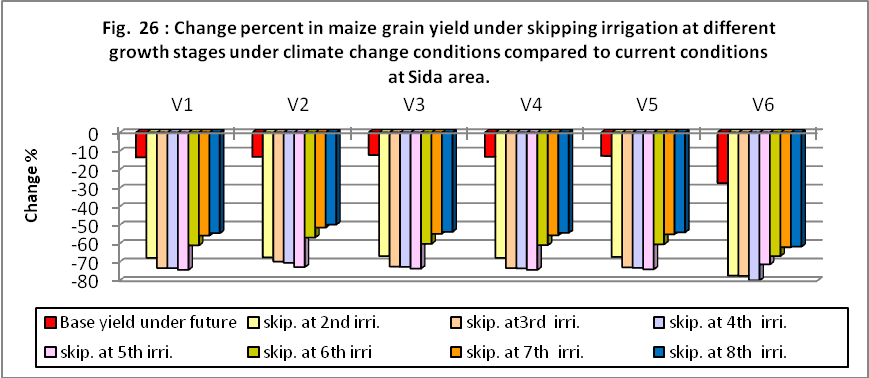 Fig.  26 : Change percent in maize grain yield under skipping irrigation at different
growth stages under climate change conditions compared to current conditions
at Sida area.
V1 V2 V3 V4 V5 V6
Change %
0
-10
-20
-30
-40
-50
-60
-70
-80
Base yield under future skip. at 2nd irri. skip. at3rd  irri. skip. at 4th  irri.
skip. at 5th irri. skip. at 6th irri skip. at 7th  irri. skip. at 8th  irri.